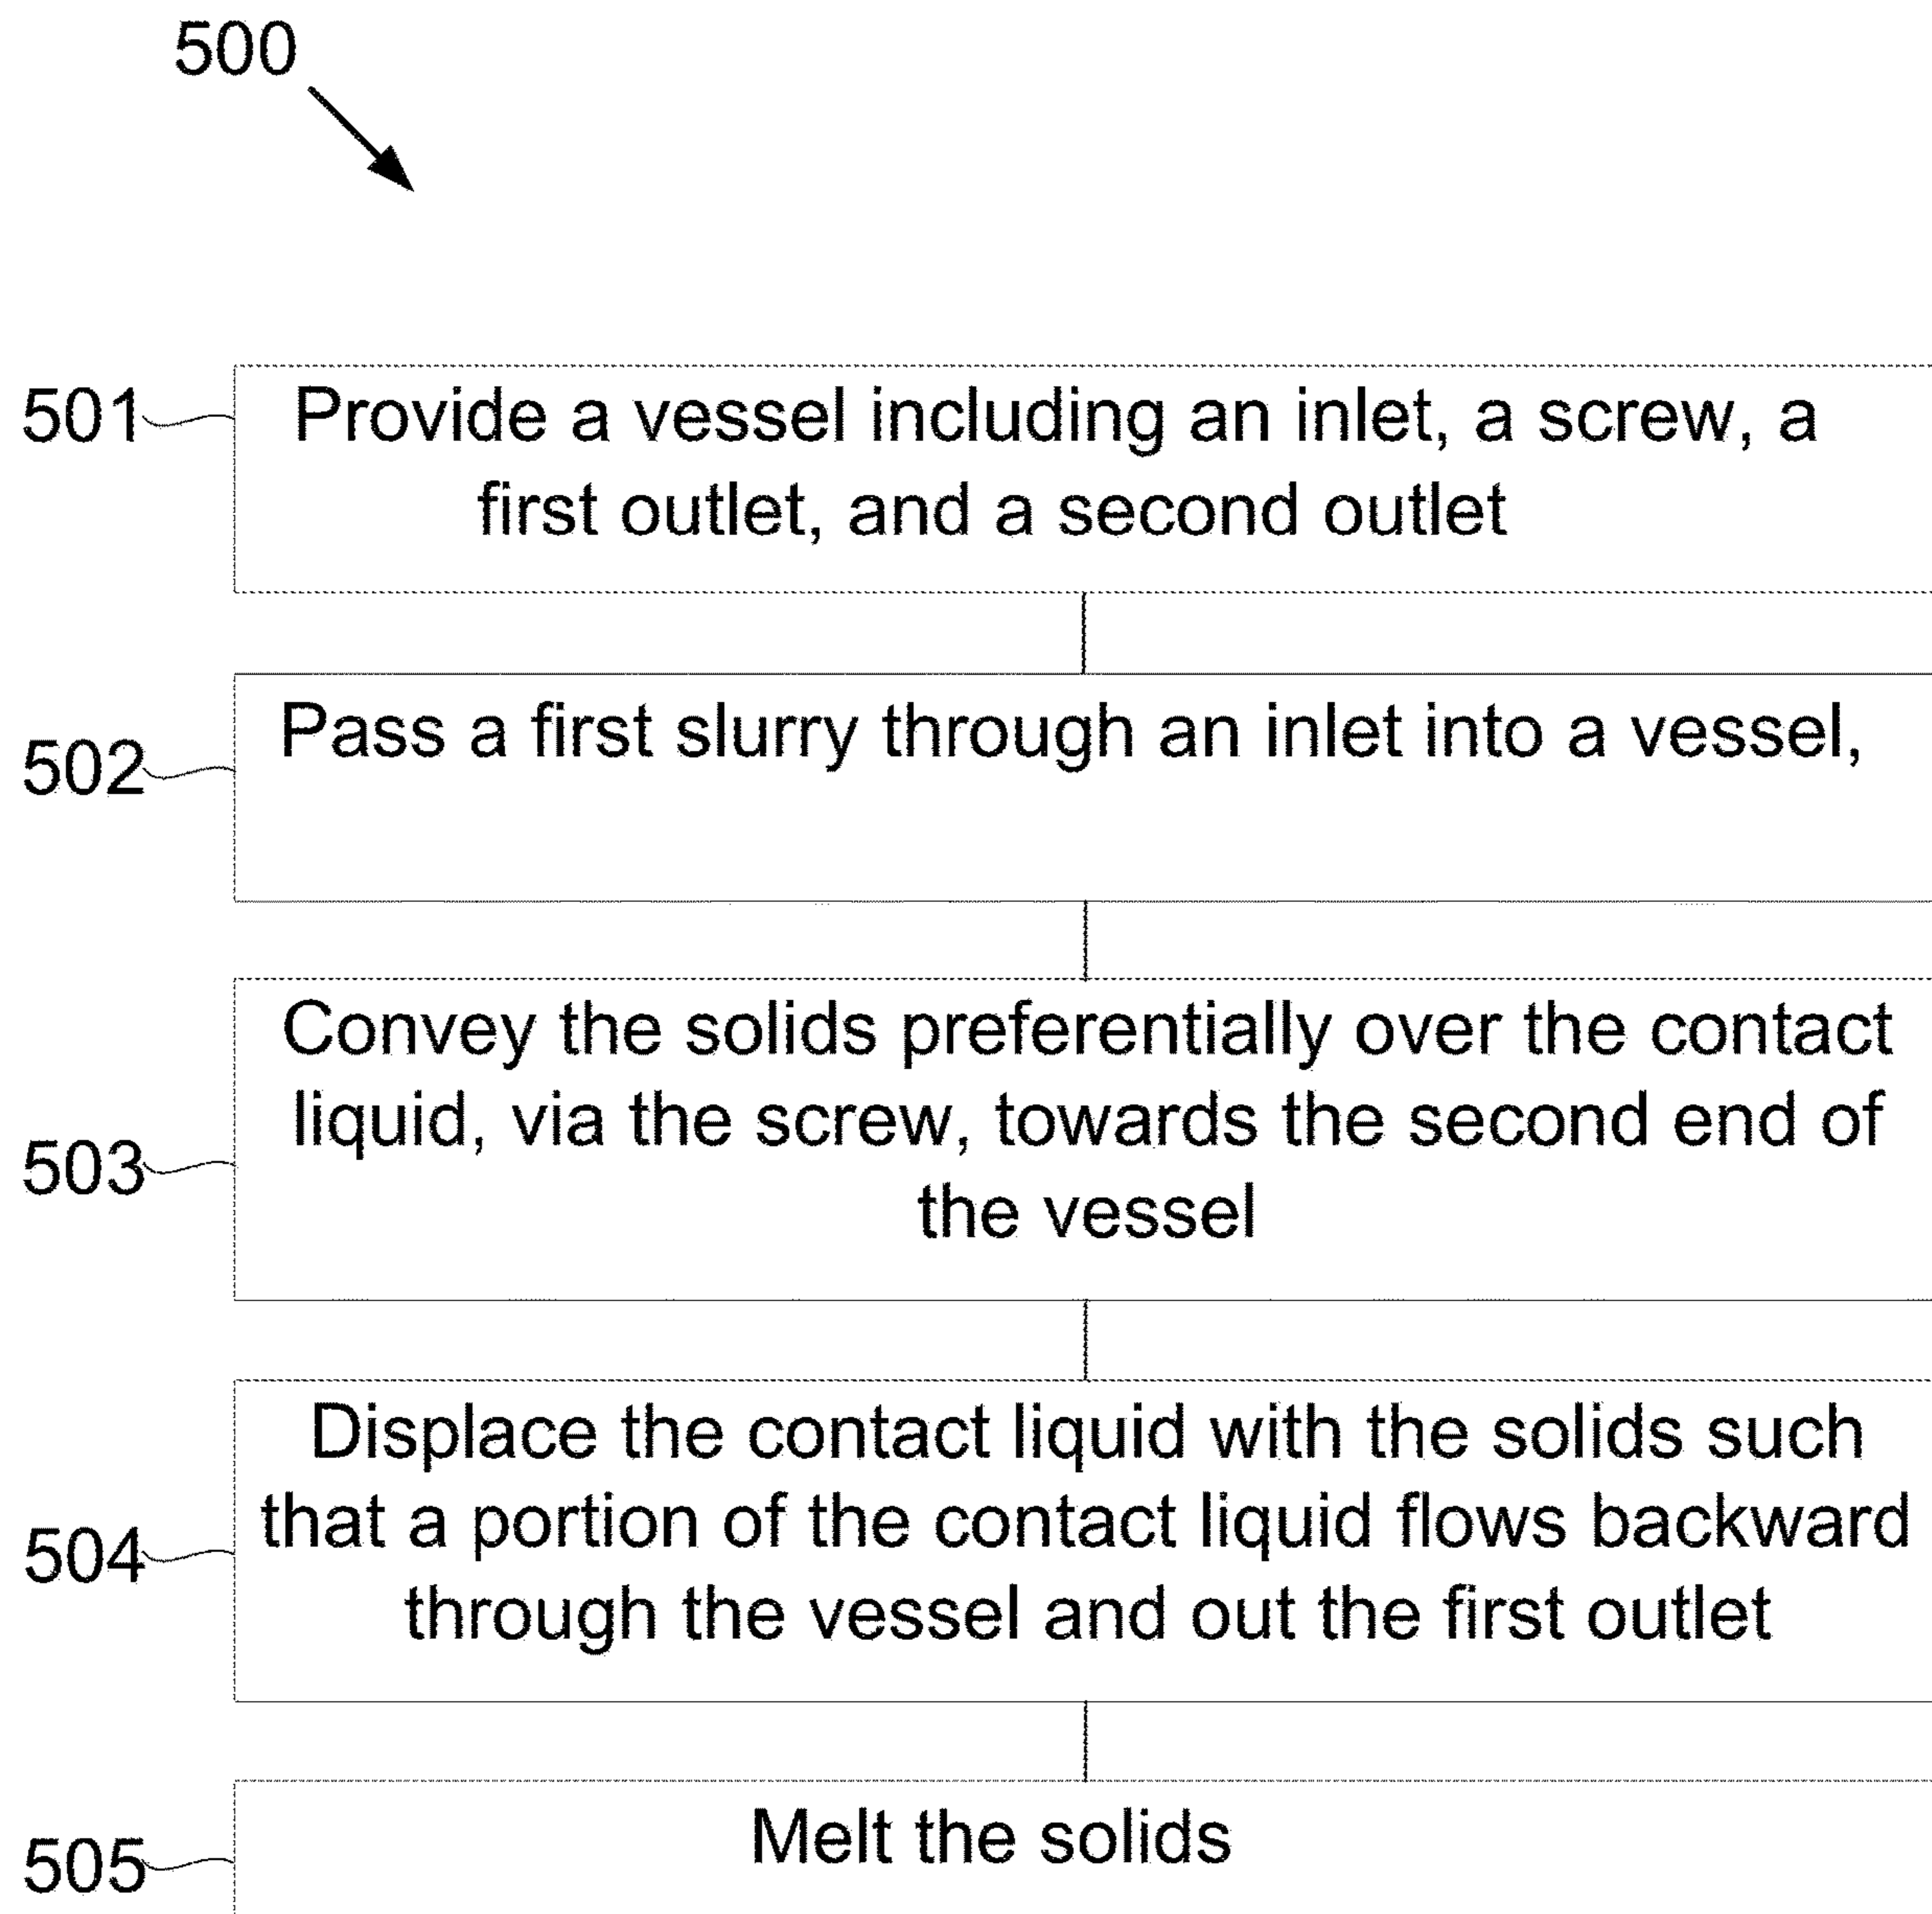 500
501
Provide a vessel including an inlet, a screw, a
first outlet, and a second outlet
502
Pass a first slurry through an inlet into a vessel,
503
Convey the solids preferentially over the contact
liquid, via the screw, towards the second end of
the vessel
504
Displace the contact liquid with the solids such
that a portion of the contact liquid flows backward
through the vessel and out the first outlet
505
Melt the solids